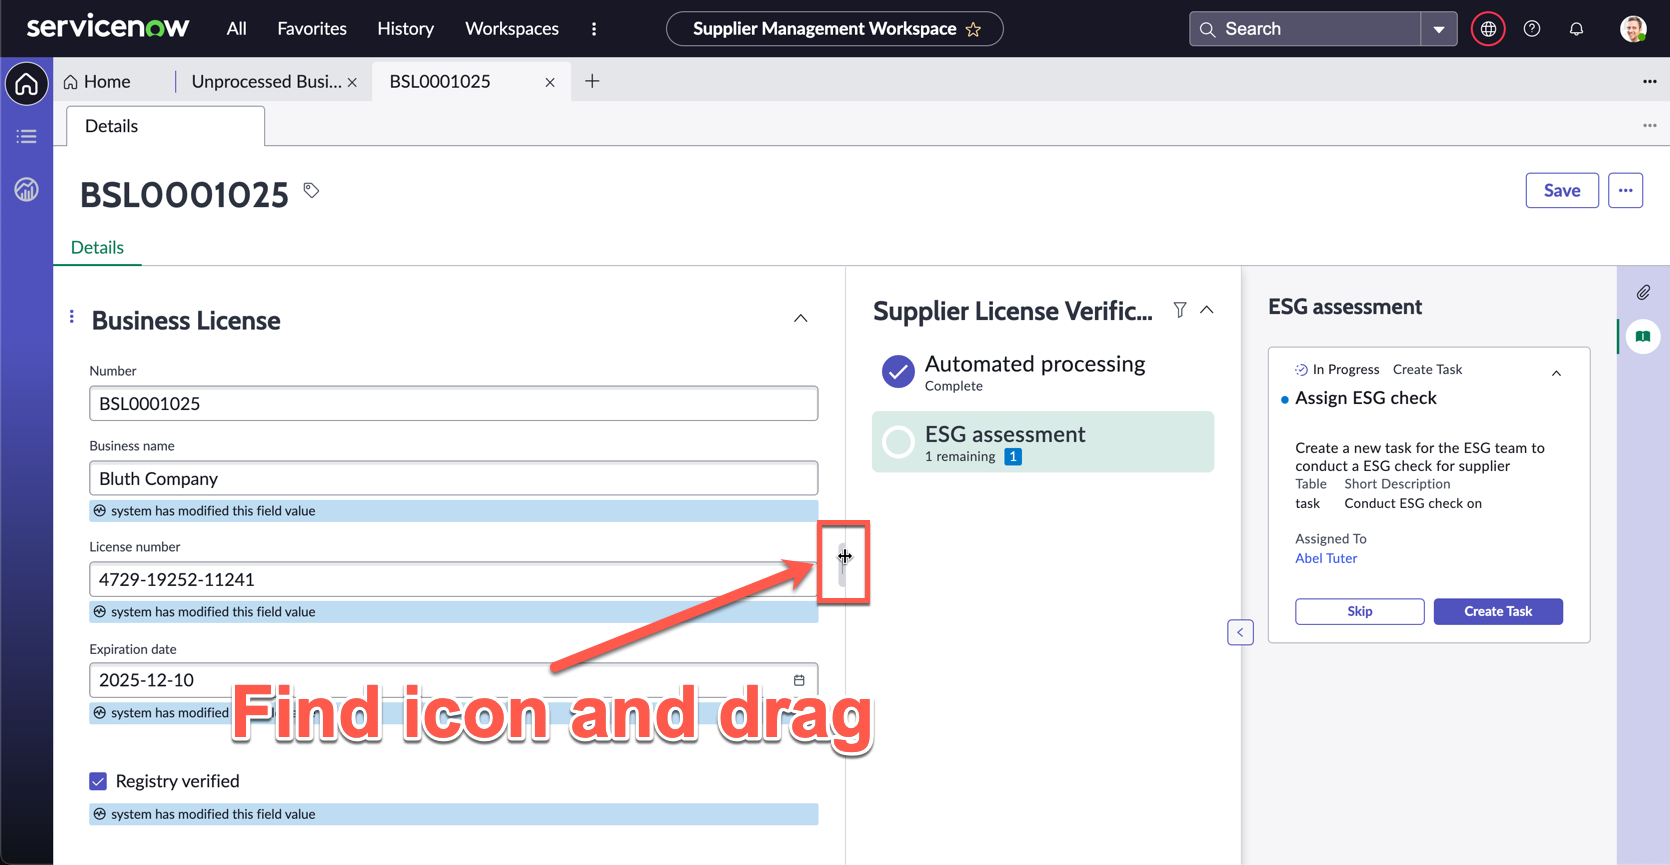 servicenow
All
Favorites
History
Workspaces
Supplier Management Workspace
Search
Home
Unprocessed Busi...
BSL0001025
Details
BSL0001025
Save
Details
Business License
Number
BSL0001025
Business name
Bluth Company
system has modified this field value
License number
4729-19252-11241
system has modified this field value
Expiration date
2025-12-10
system has modified
Find icon and drag
Registry verified
system has modified this field value
Supplier License Verific...
Automated processing
Complete
ESG assessment
1 remaining 1
ESG assessment
In Progress Create Task
Assign ESG check
Create a new task for the ESG team to
conduct a ESG check for supplier
Table Short Description
task Conduct ESG check on
Assigned To
Abel Tuter
Skip
Create Task